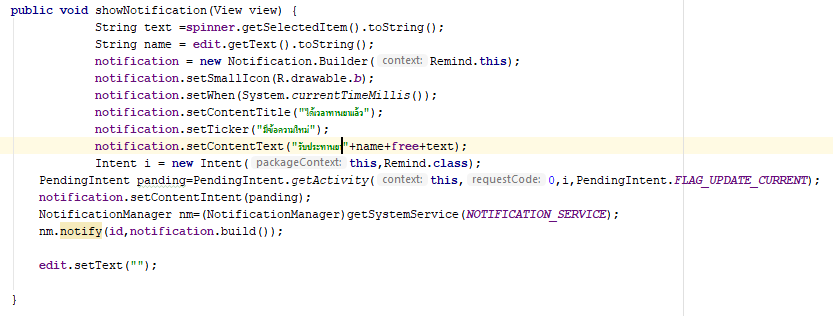 public void showNotification(View view) {
String text =spinner.getSelectedItem().toString();
String name = edit.getText().toString();
notification = new Notification.Builder( context: Remind.this);
notification.setSmallIcon(R.drawable.b);
notification.setWhen(System.currentTimeMillis());
notification.setContentTitle("ได้เวลาทานยาแล้ว");
notification.setTicker("มีข้อความใหม่");
notification.setContentText("รับประทานยา"+name+free+text);
Intent i = new Intent( packageContext: this,Remind.class);
PendingIntent panding=PendingIntent.getActivity( context: this, requestCode: 0,i,PendingIntent.FLAG_UPDATE_CURRENT);
notification.setContentIntent(panding);
NotificationManager nm=(NotificationManager)getSystemService(NOTIFICATION_SERVICE);
nm.notify(id,notification.build());
edit.setText("");
}